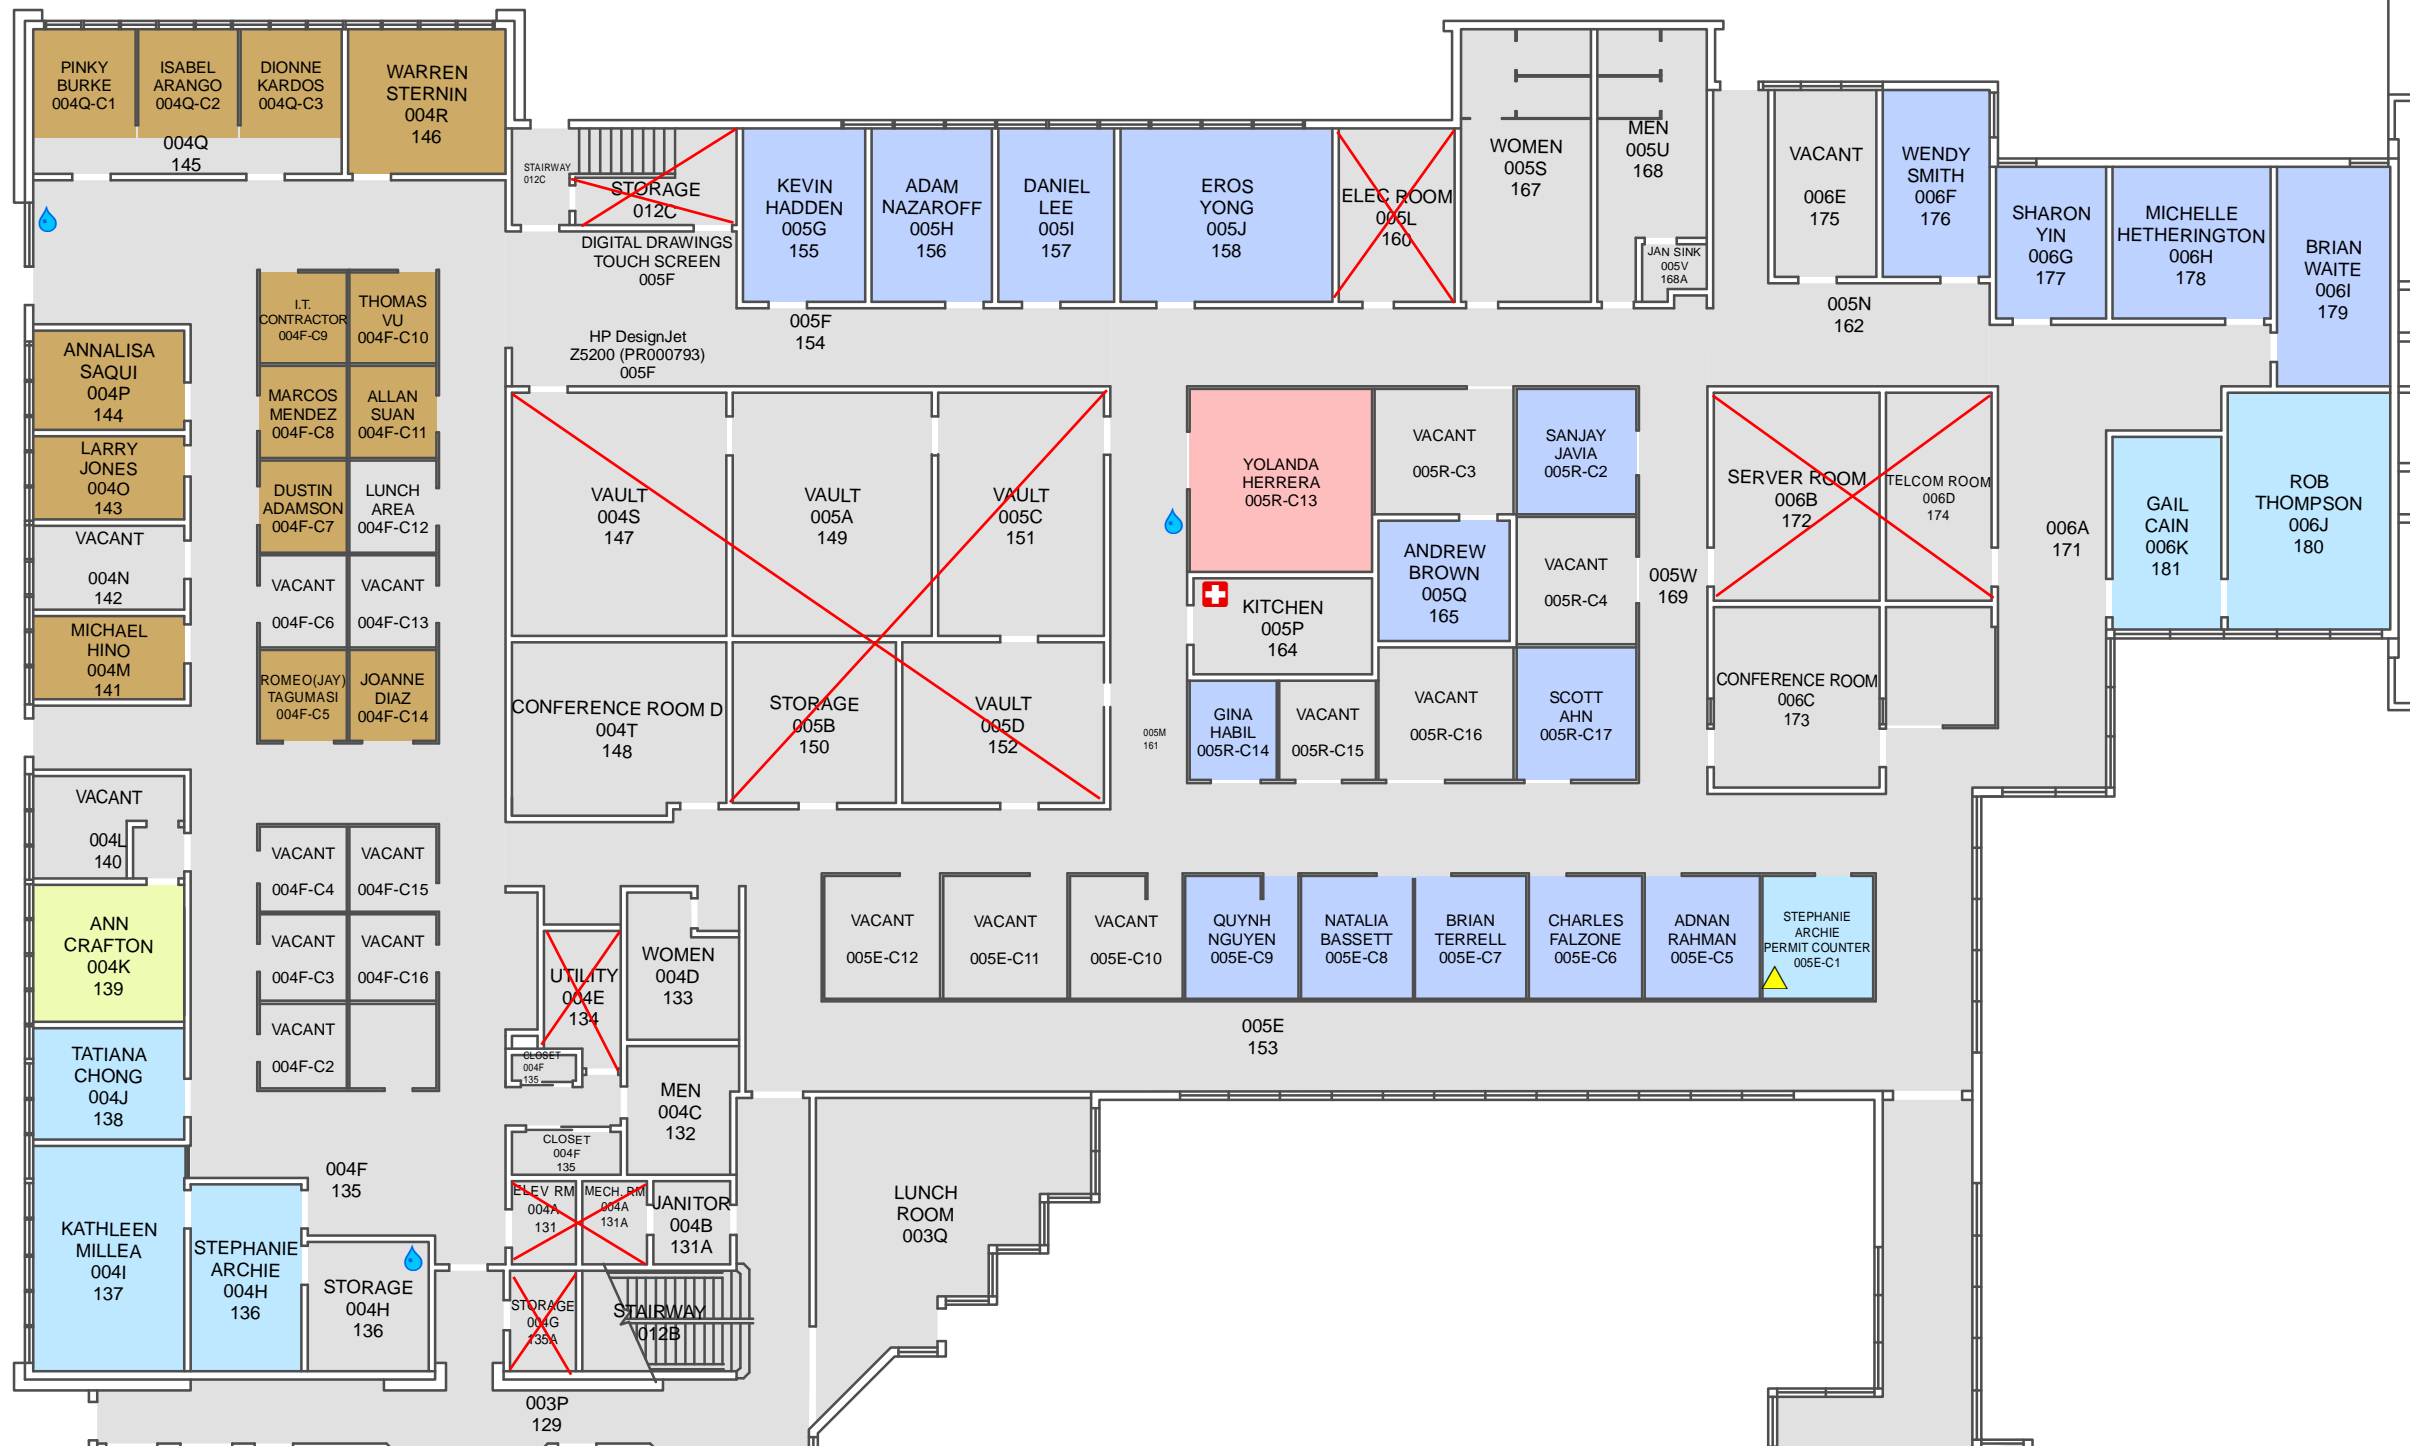 PINKY
BURKE
004Q-C1
ISABEL
ARANGO
004Q-C2
DIONNE
KARDOS
004Q-C3
004Q
145
WARREN
STERNIN
004R
146
STAIRWAY
012C
STORAGE
012C
DIGITAL DRAWINGS
TOUCH SCREEN
005F
KEVIN
HADDEN
005G
155
ADAM
NAZAROFF
005H
156
DANIEL
LEE
005I
157
EROS
YONG
005J
158
ELEC ROOM
005L
160
WOMEN
005S
167
MEN
005U
168
JAN SINK
005V
168A
VACANT
006E
175
WENDY
SMITH
006F
176
SHARON
YIN
006G
177
MICHELLE
HETHERINGTON
006H
178
BRIAN
WAITE
006I
179
005N
162
005F
154
HP DesignJet
Z5200 (PR000793)
005F
I.T.
CONTRACTOR
004F-C9
THOMAS
VU
004F-C10
ANNALISA
SAQUI
004P
144
MARCOS
MENDEZ
004F-C8
ALLAN
SUAN
004F-C11
LARRY
JONES
004O
143
DUSTIN
ADAMSON
004F-C7
LUNCH
AREA
004F-C12
VACANT
004N
142
VACANT
004F-C6
VACANT
004F-C13
MICHAEL
HINO
004M
141
ROMEO(JAY)
TAGUMASI
004F-C5
JOANNE
DIAZ
004F-C14
VAULT
004S
147
VAULT
005A
149
VAULT
005C
151
CONFERENCE ROOM D
004T
148
STORAGE
005B
150
VAULT
005D
152
YOLANDA
HERRERA
005R-C13
VACANT
005R-C3
SANJAY
JAVIA
005R-C2
ANDREW
BROWN
005Q
165
VACANT
005R-C4
KITCHEN
005P
164
005M
161
GINA
HABIL
005R-C14
VACANT
005R-C15
VACANT
005R-C16
SCOTT
AHN
005R-C17
005W
169
SERVER ROOM
006B
172
TELCOM ROOM
006D
174
CONFERENCE ROOM
006C
173
006A
171
GAIL
CAIN
006K
181
ROB
THOMPSON
006J
180
VACANT
004L
140
VACANT
004F-C4
VACANT
004F-C15
ANN
CRAFTON
004K
139
VACANT
004F-C3
VACANT
004F-C16
TATIANA
CHONG
004J
138
VACANT
004F-C2
UTILITY
004E
134
WOMEN
004D
133
CLOSET
004F
135
MEN
004C
132
CLOSET
004F
135
VACANT
005E-C12
VACANT
005E-C11
VACANT
005E-C10
QUYNH
NGUYEN
005E-C9
NATALIA
BASSETT
005E-C8
BRIAN
TERRELL
005E-C7
CHARLES
FALZONE
005E-C6
ADNAN
RAHMAN
005E-C5
STEPHANIE
ARCHIE
PERMIT COUNTER
005E-C1
005E
153
004F
135
KATHLEEN
MILLEA
004I
137
STEPHANIE
ARCHIE
004H
136
STORAGE
004H
136
ELEV RM
004A
131
MECH. RM
004A
131A
JANITOR
004B
131A
STORAGE
004G
135A
STAIRWAY
012B
LUNCH
ROOM
003Q
003P
129